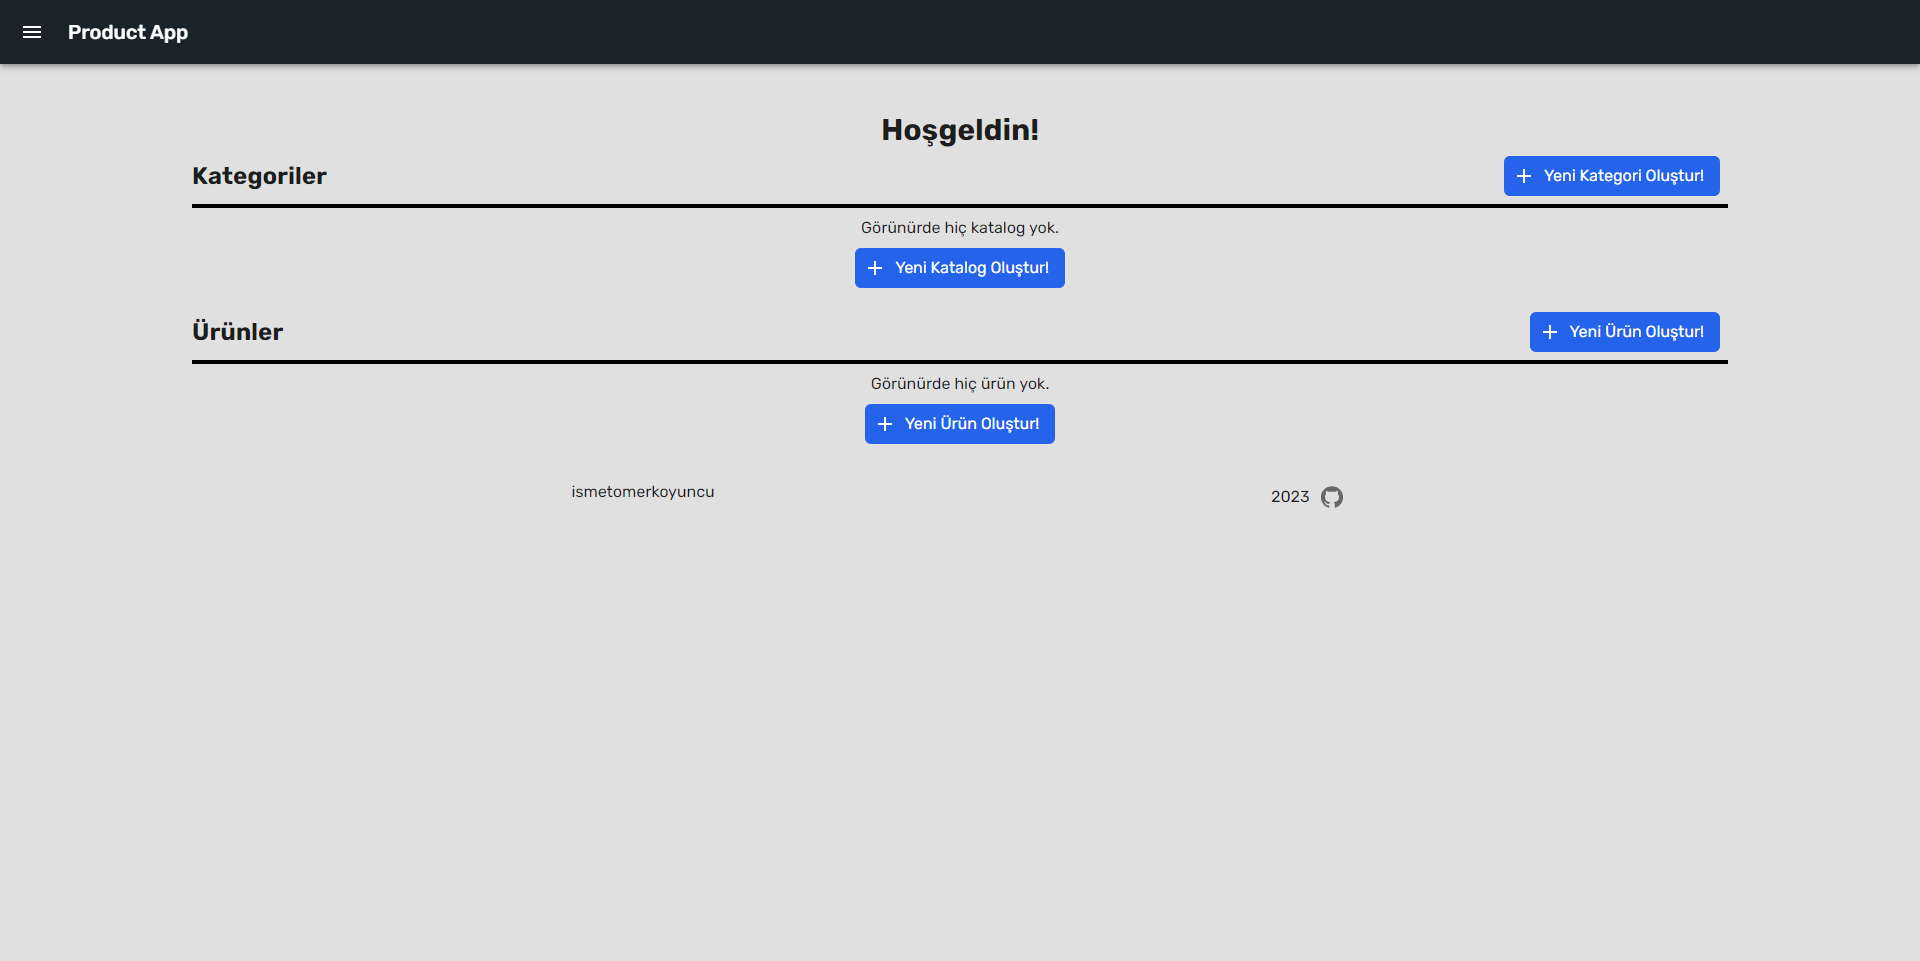 Product App
Hoşgeldin!
Kategoriler
Yeni Kategori Oluştur!
Görünürde hiç katalog yok.
Yeni Katalog Oluştur!
Ürünler
Yeni Ürün Oluştur!
Görünürde hiç ürün yok.
Yeni Ürün Oluştur!
ismetomerkoyuncu
2023